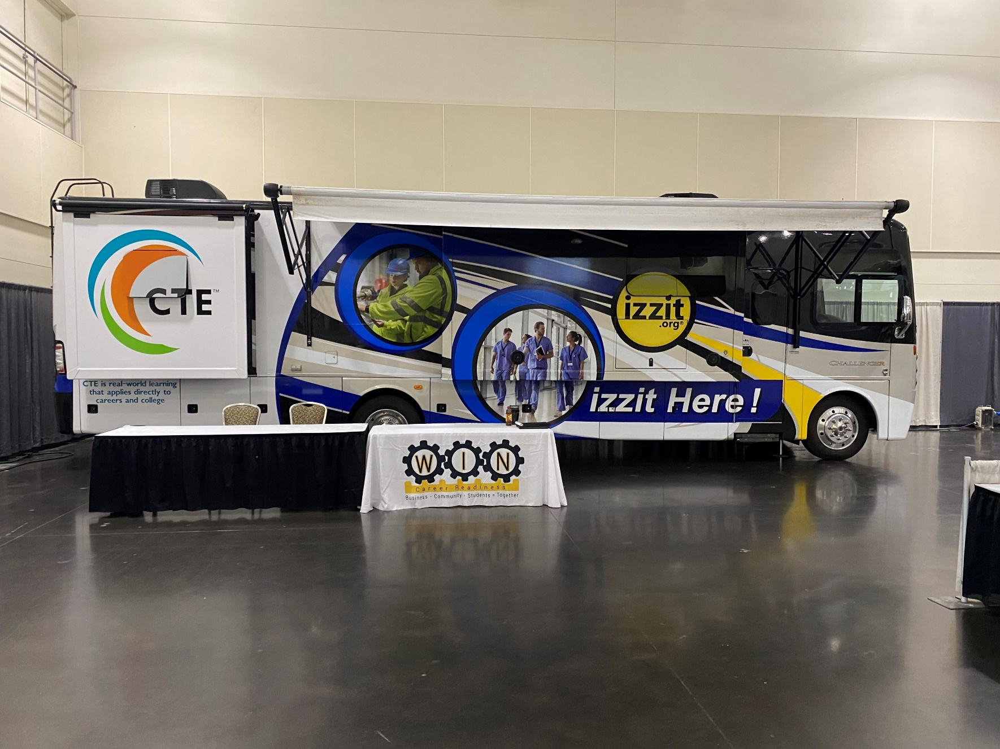 CTE™
CTE is real-world learning
that applies directly to
careers and college
izzit
.org®
izzit Here!
CHALLENGER
WIN
Career Readiness
Business - Community - Students = Together